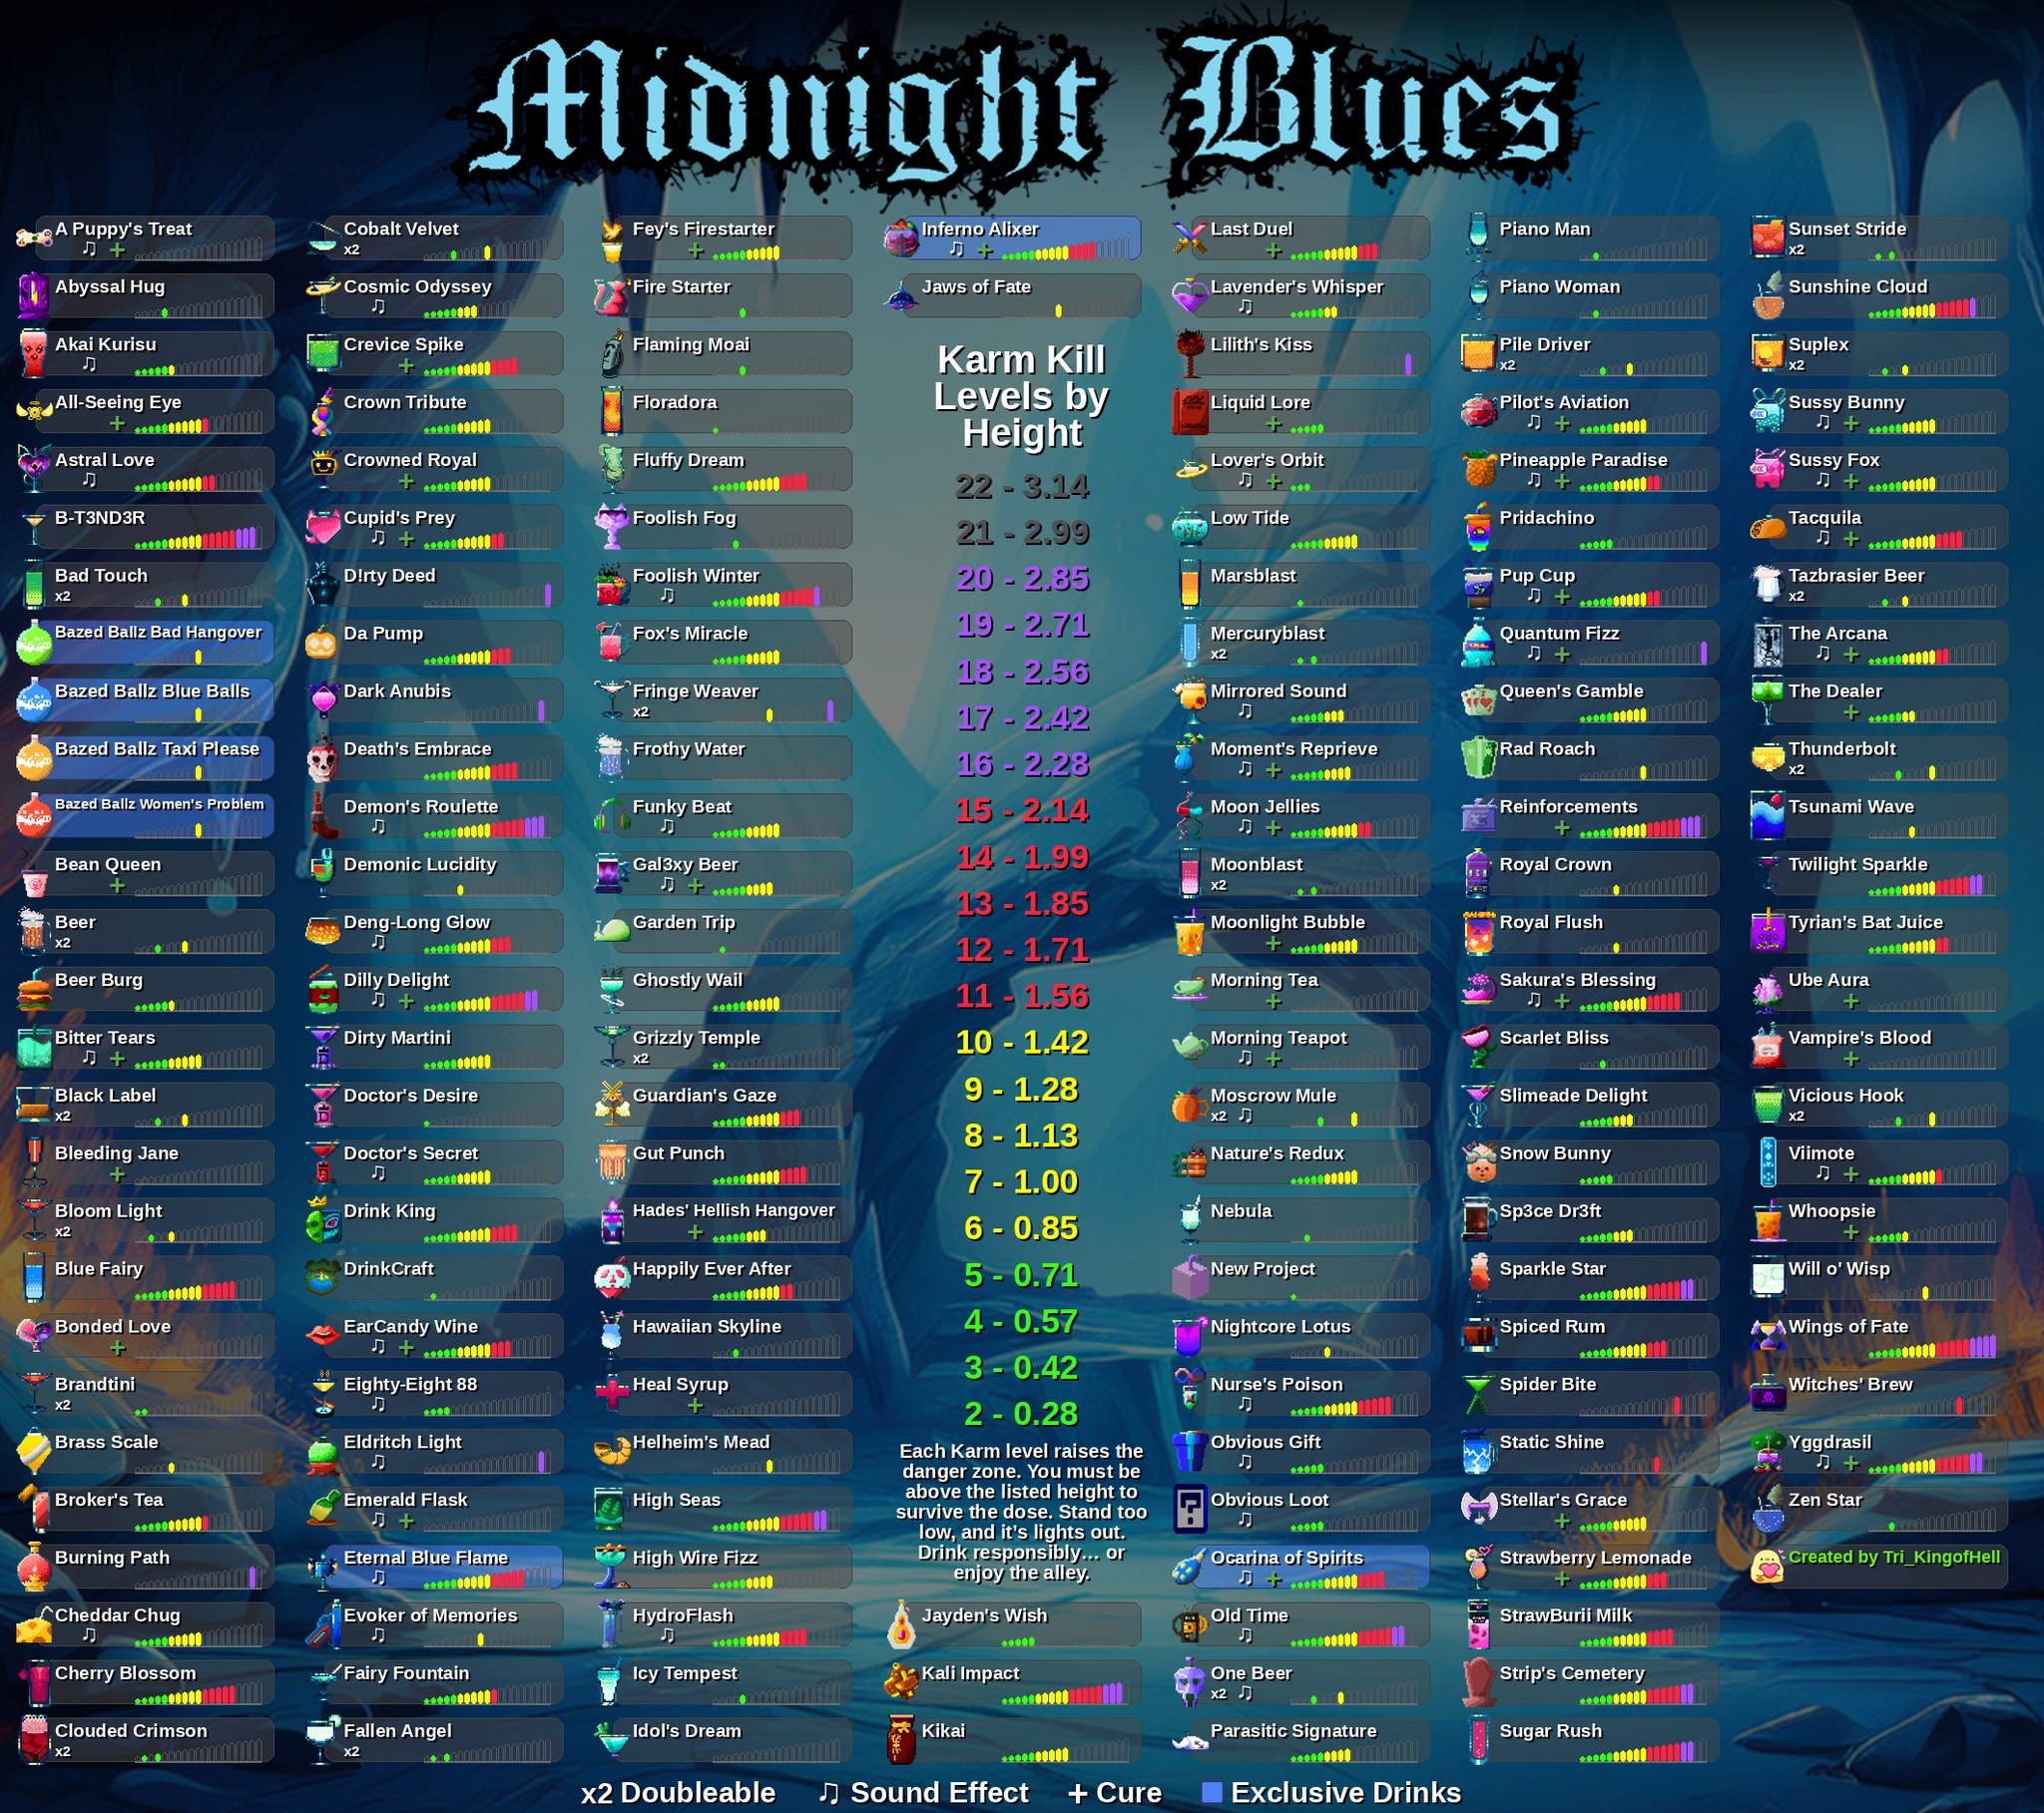 Midnight Blues
A Puppy's Treat
Abyssal Hug
Akai Kurisu
All-Seeing Eye
Astral Love
B-T3ND3R
Bad Touch
x2
Bazed Ballz Bad Hangover
Bazed Ballz Blue Balls
Bazed Ballz Taxi Please
Bazed Ballz Women's Problem
Bean Queen
Beer
x2
Beer Burg
Bitter Tears
Black Label
x2
Bleeding Jane
Bloom Light
x2
Blue Fairy
Bonded Love
Brandtini
x2
Brass Scale
Broker's Tea
Burning Path
Cheddar Chug
Cherry Blossom
Clouded Crimson
x2
Cobalt Velvet
x2
Cosmic Odyssey
Crevice Spike
Crown Tribute
Crowned Royal
Cupid's Prey
D!rty Deed
Da Pump
Dark Anubis
Death's Embrace
Demon's Roulette
Demonic Lucidity
Deng-Long Glow
Dilly Delight
Dirty Martini
Doctor's Desire
Doctor's Secret
Drink King
DrinkCraft
EarCandy Wine
Eighty-Eight 88
Eldritch Light
Emerald Flask
Eternal Blue Flame
Evoker of Memories
Fairy Fountain
Fallen Angel
x2
Fey's Firestarter
Fire Starter
Flaming Moai
Floradora
Fluffy Dream
Foolish Fog
Foolish Winter
Fox's Miracle
Fringe Weaver
x2
Frothy Water
Funky Beat
Gal3xy Beer
Garden Trip
Ghostly Wail
Grizzly Temple
x2
Guardian's Gaze
Gut Punch
Hades' Hellish Hangover
Happily Ever After
Hawaiian Skyline
Heal Syrup
Helheim's Mead
High Seas
High Wire Fizz
HydroFlash
Icy Tempest
Idol's Dream
Inferno Alixer
Jaws of Fate
Karm Kill
Levels by
Height
22 - 3.14
21 - 2.99
20 - 2.85
19 - 2.71
18 - 2.56
17 - 2.42
16 - 2.28
15 - 2.14
14 - 1.99
13 - 1.85
12 - 1.71
11 - 1.56
10 - 1.42
9 - 1.28
8 - 1.13
7 - 1.00
6 - 0.85
5 - 0.71
4 - 0.57
3 - 0.42
2 - 0.28
Each Karm level raises the
danger zone. You must be
above the listed height to
survive the dose. Stand too
low, and it's lights out.
Drink responsibly... or
enjoy the alley.
Jayden's Wish
Kali Impact
Kikai
Last Duel
Lavender's Whisper
Lilith's Kiss
Liquid Lore
Lover's Orbit
Low Tide
Marsblast
Mercuryblast
x2
Mirrored Sound
Moment's Reprieve
Moon Jellies
Moonblast
x2
Moonlight Bubble
Morning Tea
Morning Teapot
Moscrow Mule
x2
Nature's Redux
Nebula
New Project
Nightcore Lotus
Nurse's Poison
Obvious Gift
Obvious Loot
Ocarina of Spirits
Old Time
One Beer
x2
Parasitic Signature
Piano Man
Piano Woman
Pile Driver
x2
Pilot's Aviation
Pineapple Paradise
Pridachino
Pup Cup
Quantum Fizz
Queen's Gamble
Rad Roach
Reinforcements
Royal Crown
Royal Flush
Sakura's Blessing
Scarlet Bliss
Slimeade Delight
Snow Bunny
Sp3ce Dr3ft
Sparkle Star
Spiced Rum
Spider Bite
Static Shine
Stellar's Grace
Strawberry Lemonade
StrawBurii Milk
Strip's Cemetery
Sugar Rush
Sunset Stride
x2
Sunshine Cloud
Suplex
x2
Sussy Bunny
Sussy Fox
Tacquila
Tazbrasier Beer
x2
The Arcana
The Dealer
Thunderbolt
x2
Tsunami Wave
Twilight Sparkle
Tyrian's Bat Juice
Ube Aura
Vampire's Blood
Vicious Hook
x2
Viimote
Whoopsie
Will o' Wisp
Wings of Fate
Witches' Brew
Yggdrasil
Zen Star
Created by Tri_KingofHell
x2 Doubleable ♫ Sound Effect + Cure Exclusive Drinks